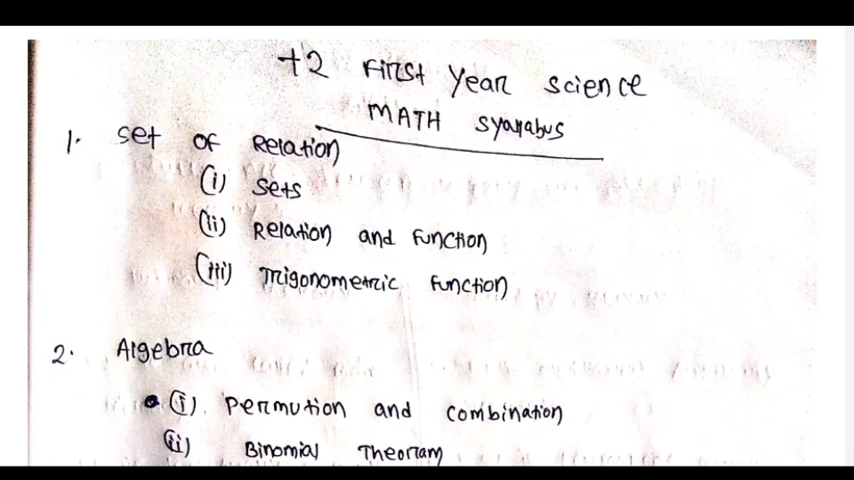 +2 First Year Science
MATH Syallabus
1. Set of Relation
(i) Sets
(ii) Relation and Function
(iii) Trigonometric Function
2. Algebra
(i) Permution and combination
(ii) Binomial Theoram